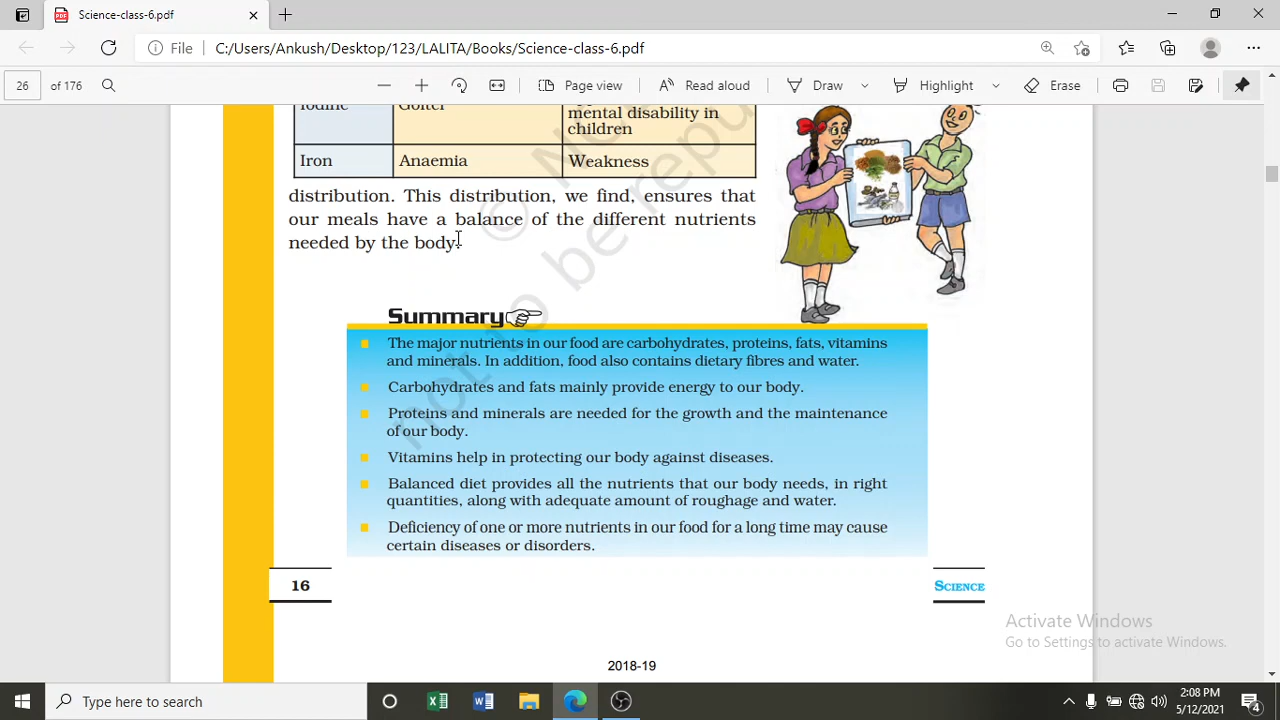 Science-class-6.pdf
File C:/Users/Ankush/Desktop/123/LALITA/Books/Science-class-6.pdf
26 of 176 Page view Read aloud Draw Highlight Erase
Iodine Goiter
mental disability in
children
Iron Anaemia Weakness
distribution. This distribution, we find, ensures that
our meals have a balance of the different nutrients
needed by the body.
© No
not to be repu
Summary
The major nutrients in our food are carbohydrates, proteins, fats, vitamins
and minerals. In addition, food also contains dietary fibres and water.
Carbohydrates and fats mainly provide energy to our body.
Proteins and minerals are needed for the growth and the maintenance
of our body.
Vitamins help in protecting our body against diseases.
Balanced diet provides all the nutrients that our body needs, in right
quantities, along with adequate amount of roughage and water.
Deficiency of one or more nutrients in our food for a long time may cause
certain diseases or disorders.
16
SCIENCE
Activate Windows
Go to Settings to activate Windows.
2018-19
Type here to search
2:08 PM
5/12/2021
4